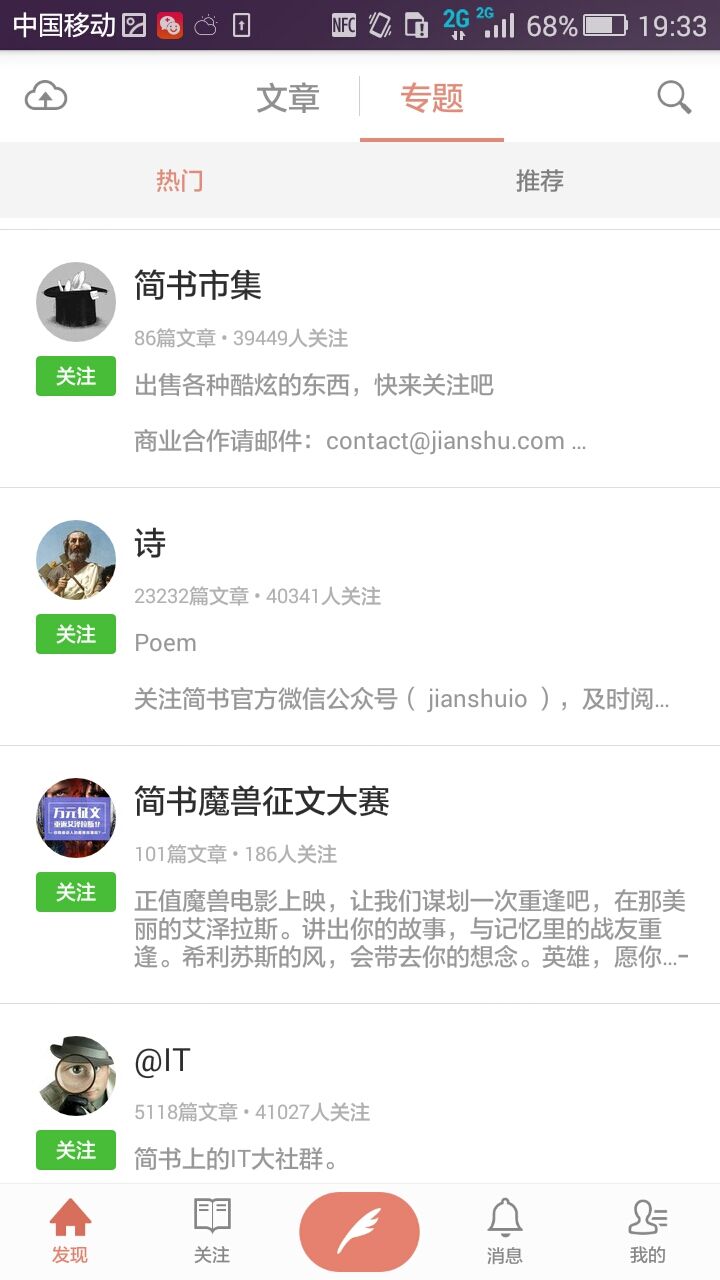 中国移动 NFC 2G 2G 68% 19:33
文章 专题
热门 推荐
简书市集
86篇文章 • 39449人关注
关注
出售各种酷炫的东西，快来关注吧
商业合作请邮件：contact@jianshu.com ...
诗
23232篇文章 • 40341人关注
关注
Poem
关注简书官方微信公众号（ jianshuio ），及时阅...
万元征文
重返艾泽拉斯!!
简书魔兽征文大赛
101篇文章 • 186人关注
关注
正值魔兽电影上映，让我们谋划一次重逢吧，在那美
丽的艾泽拉斯。讲出你的故事，与记忆里的战友重
逢。希利苏斯的风，会带去你的想念。英雄，愿你...-
@IT
5118篇文章 • 41027人关注
关注
简书上的IT大社群。
发现 关注 消息 我的